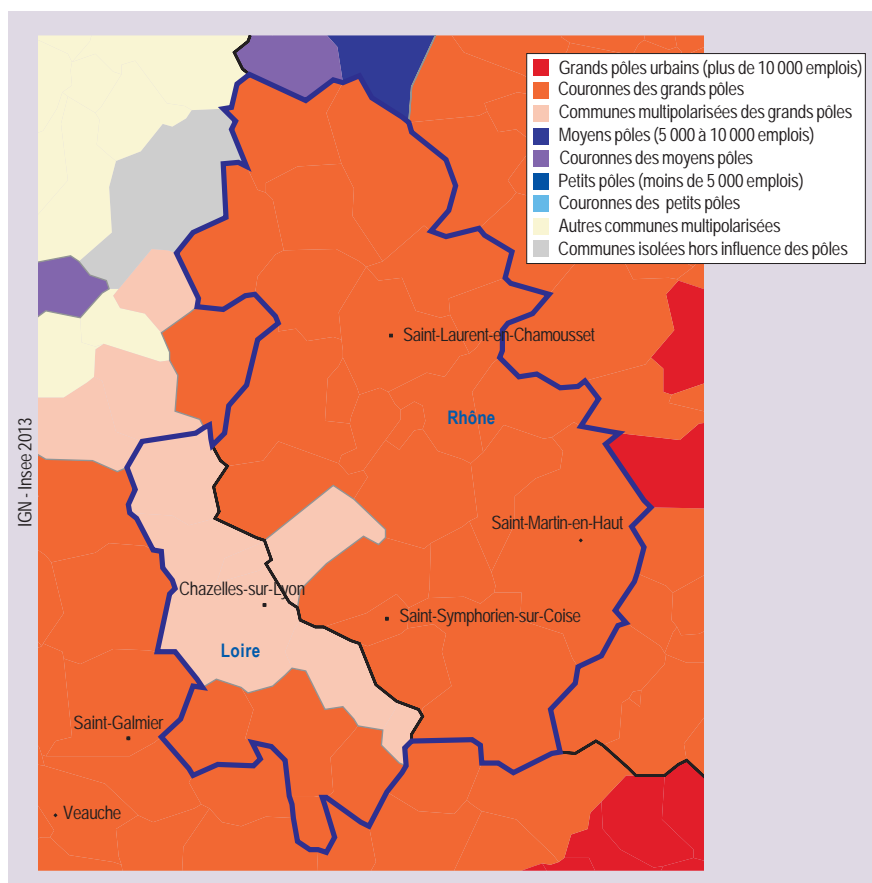 Grands pôles urbains (plus de 10 000 emplois)
Couronnes des grands pôles
Communes multipolarisées des grands pôles
Moyens pôles (5 000 à 10 000 emplois)
Couronnes des moyens pôles
Petits pôles (moins de 5 000 emplois)
Couronnes des petits pôles
Autres communes multipolarisées
Communes isolées hors influence des pôles
Saint-Laurent-en-Chamousset
Rhône
IGN - Insee 2013
Saint-Martin-en-Haut
Chazelles-sur-Lyon
Saint-Symphorien-sur-Coise
Loire
Saint-Galmier
Veauche